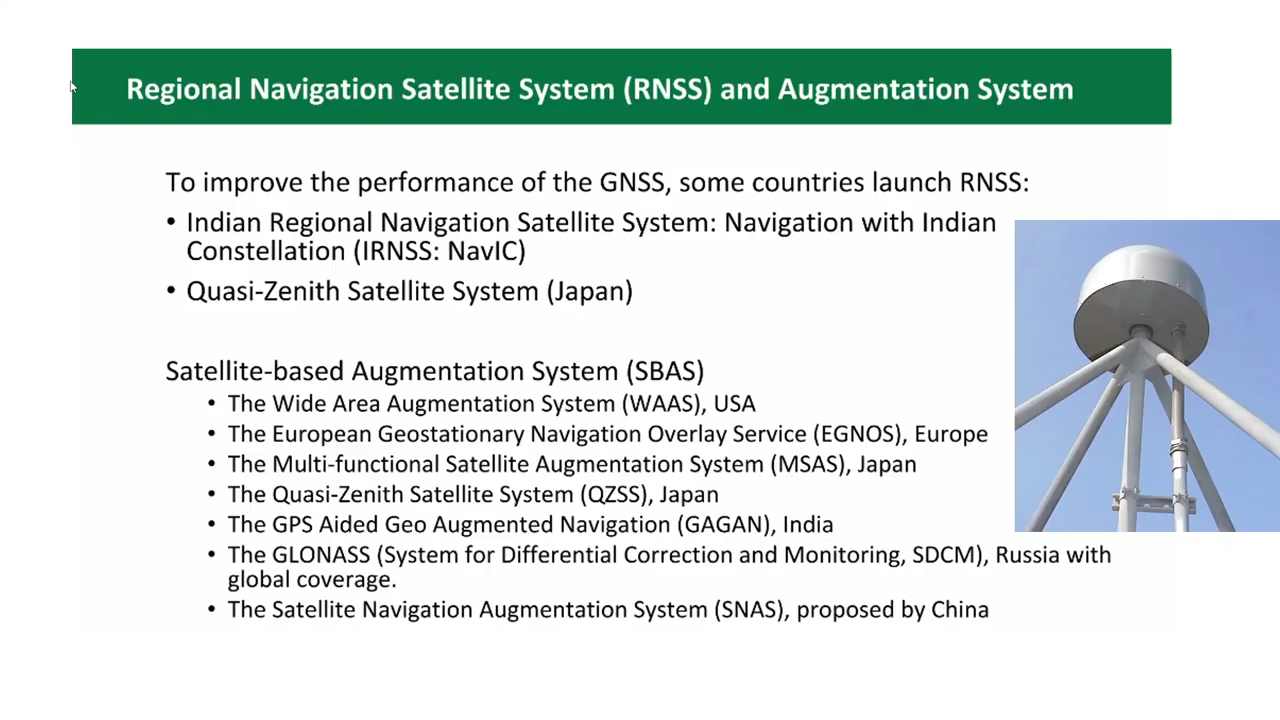 Regional Navigation Satellite System (RNSS) and Augmentation System
To improve the performance of the GNSS, some countries launch RNSS:
• Indian Regional Navigation Satellite System: Navigation with Indian
Constellation (IRNSS: NavIC)
• Quasi-Zenith Satellite System (Japan)
Satellite-based Augmentation System (SBAS)
• The Wide Area Augmentation System (WAAS), USA
• The European Geostationary Navigation Overlay Service (EGNOS), Europe
• The Multi-functional Satellite Augmentation System (MSAS), Japan
• The Quasi-Zenith Satellite System (QZSS), Japan
• The GPS Aided Geo Augmented Navigation (GAGAN), India
• The GLONASS (System for Differential Correction and Monitoring, SDCM), Russia with
global coverage.
• The Satellite Navigation Augmentation System (SNAS), proposed by China